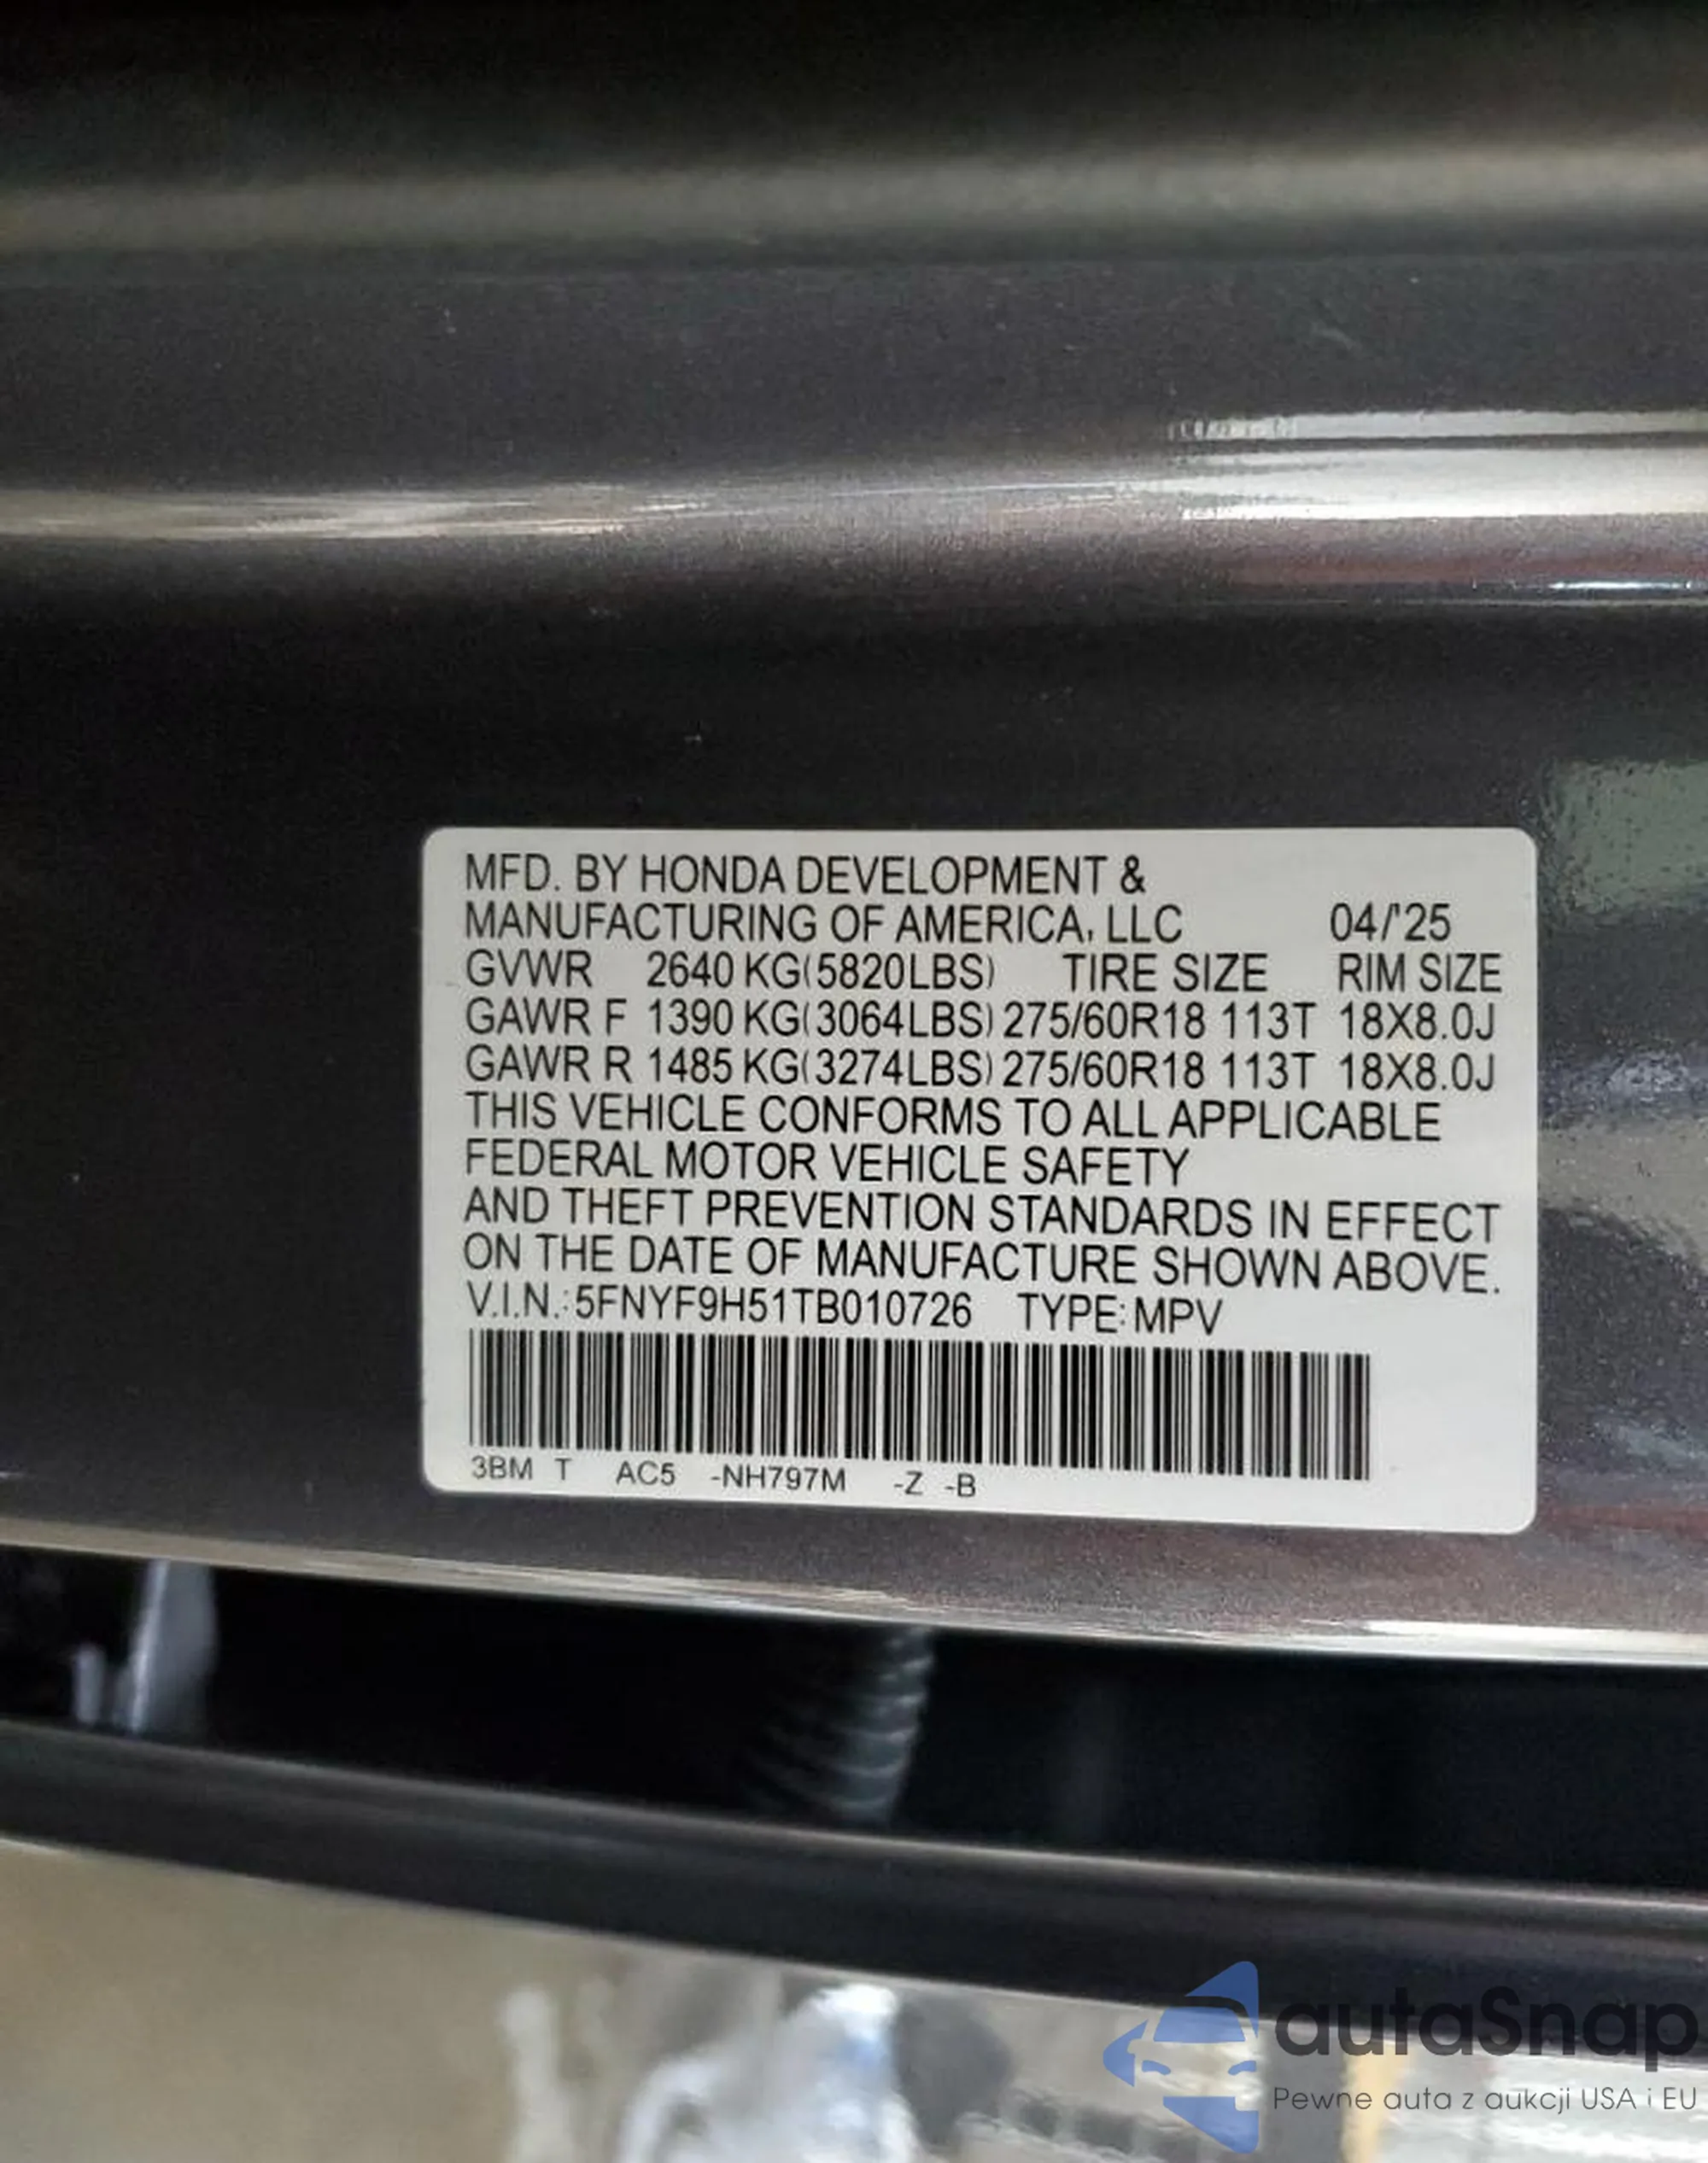 MFD. BY HONDA DEVELOPMENT &
MANUFACTURING OF AMERICA, LLC 04/'25
GVWR 2640 KG(5820LBS) TIRE SIZE RIM SIZE
GAWR F 1390 KG(3064LBS) 275/60R18 113T 18X8.0J
GAWR R 1485 KG(3274LBS) 275/60R18 113T 18X8.0J
THIS VEHICLE CONFORMS TO ALL APPLICABLE
FEDERAL MOTOR VEHICLE SAFETY
AND THEFT PREVENTION STANDARDS IN EFFECT
ON THE DATE OF MANUFACTURE SHOWN ABOVE.
V.I.N.: 5FNYF9H51TB010726 TYPE: MPV
3BM T AC5 -NH797M -Z -B
autaSnap
Pewne auta z aukcji USA i EU